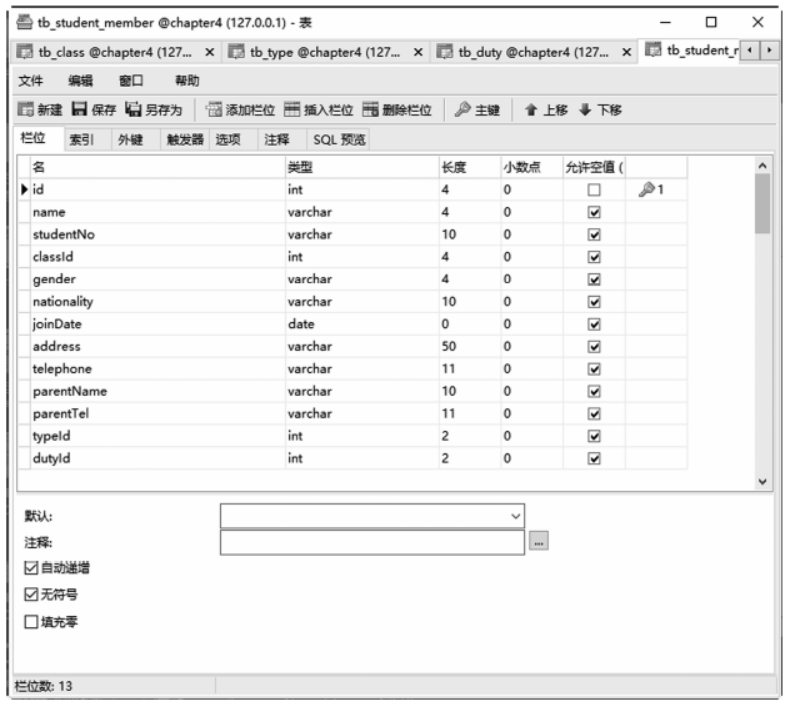 tb_student_member @chapter4 (127.0.0.1) - 表
tb_class @chapter4 (127... tb_type @chapter4 (127... tb_duty @chapter4 (127... tb_student_r
文件 编辑 窗口 帮助
新建 保存 另存为 添加栏位 插入栏位 删除栏位 主键 上移 下移
栏位 索引 外键 触发器 选项 注释 SQL 预览
名 类型 长度 小数点 允许空值 (
id int 4 0 1
name varchar 4 0
studentNo varchar 10 0
classId int 4 0
gender varchar 4 0
nationality varchar 10 0
joinDate date 0 0
address varchar 50 0
telephone varchar 11 0
parentName varchar 10 0
parentTel varchar 11 0
typeId int 2 0
dutyId int 2 0
默认:
注释:
...
自动递增
无符号
填充零
栏位数: 13